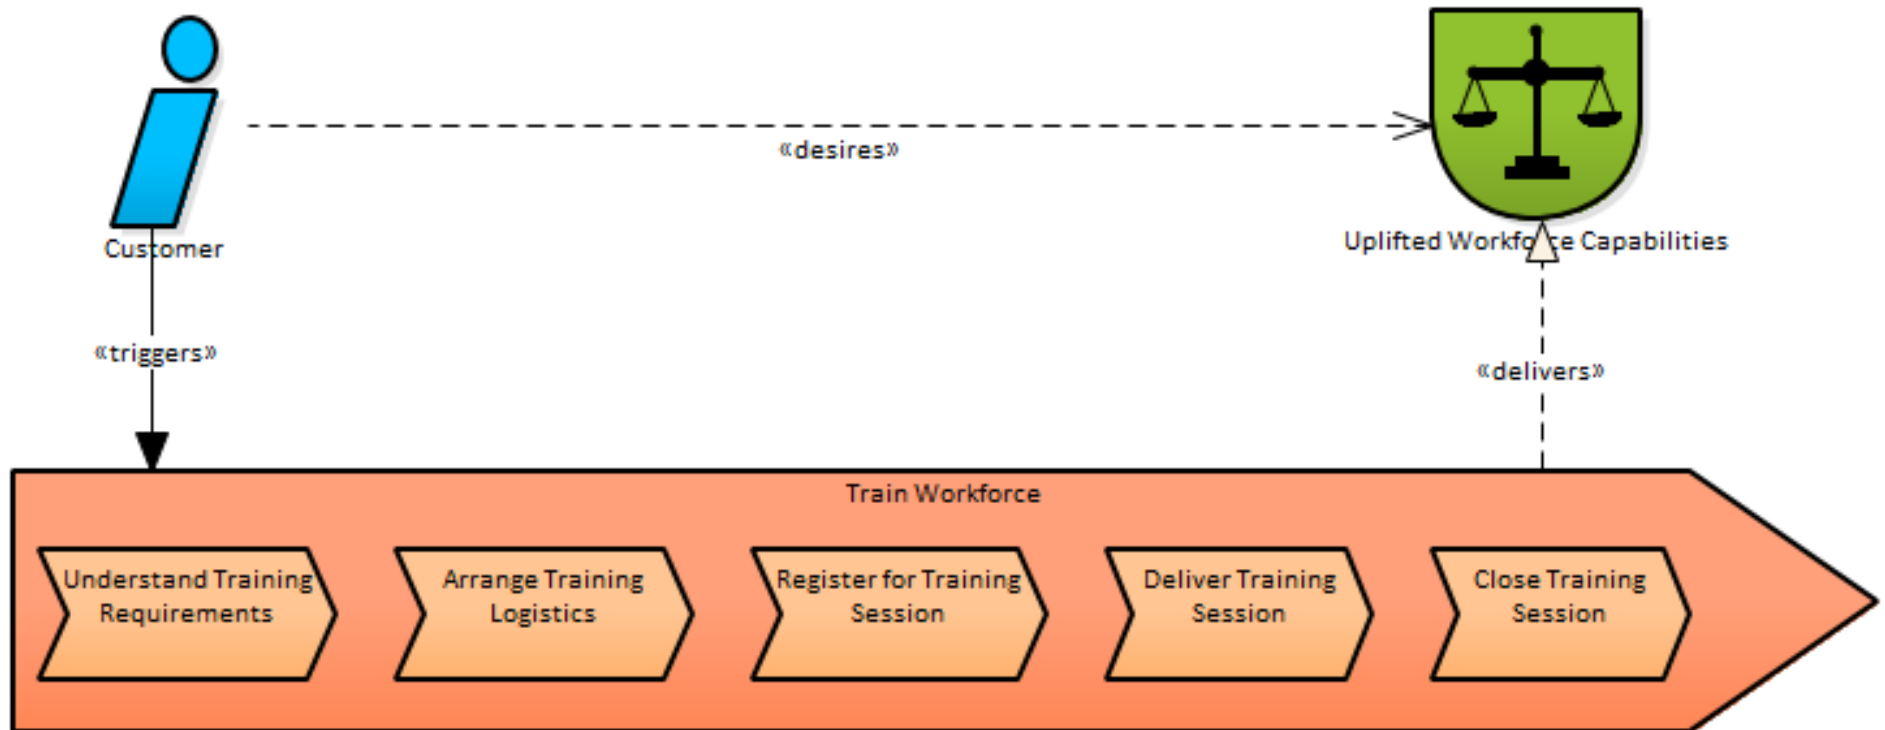 «desires»
Customer
Uplifted Workforce Capabilities
«triggers»
«delivers»
Train Workforce
Understand Training
Requirements
Arrange Training
Logistics
Register for Training
Session
Deliver Training
Session
Close Training
Session